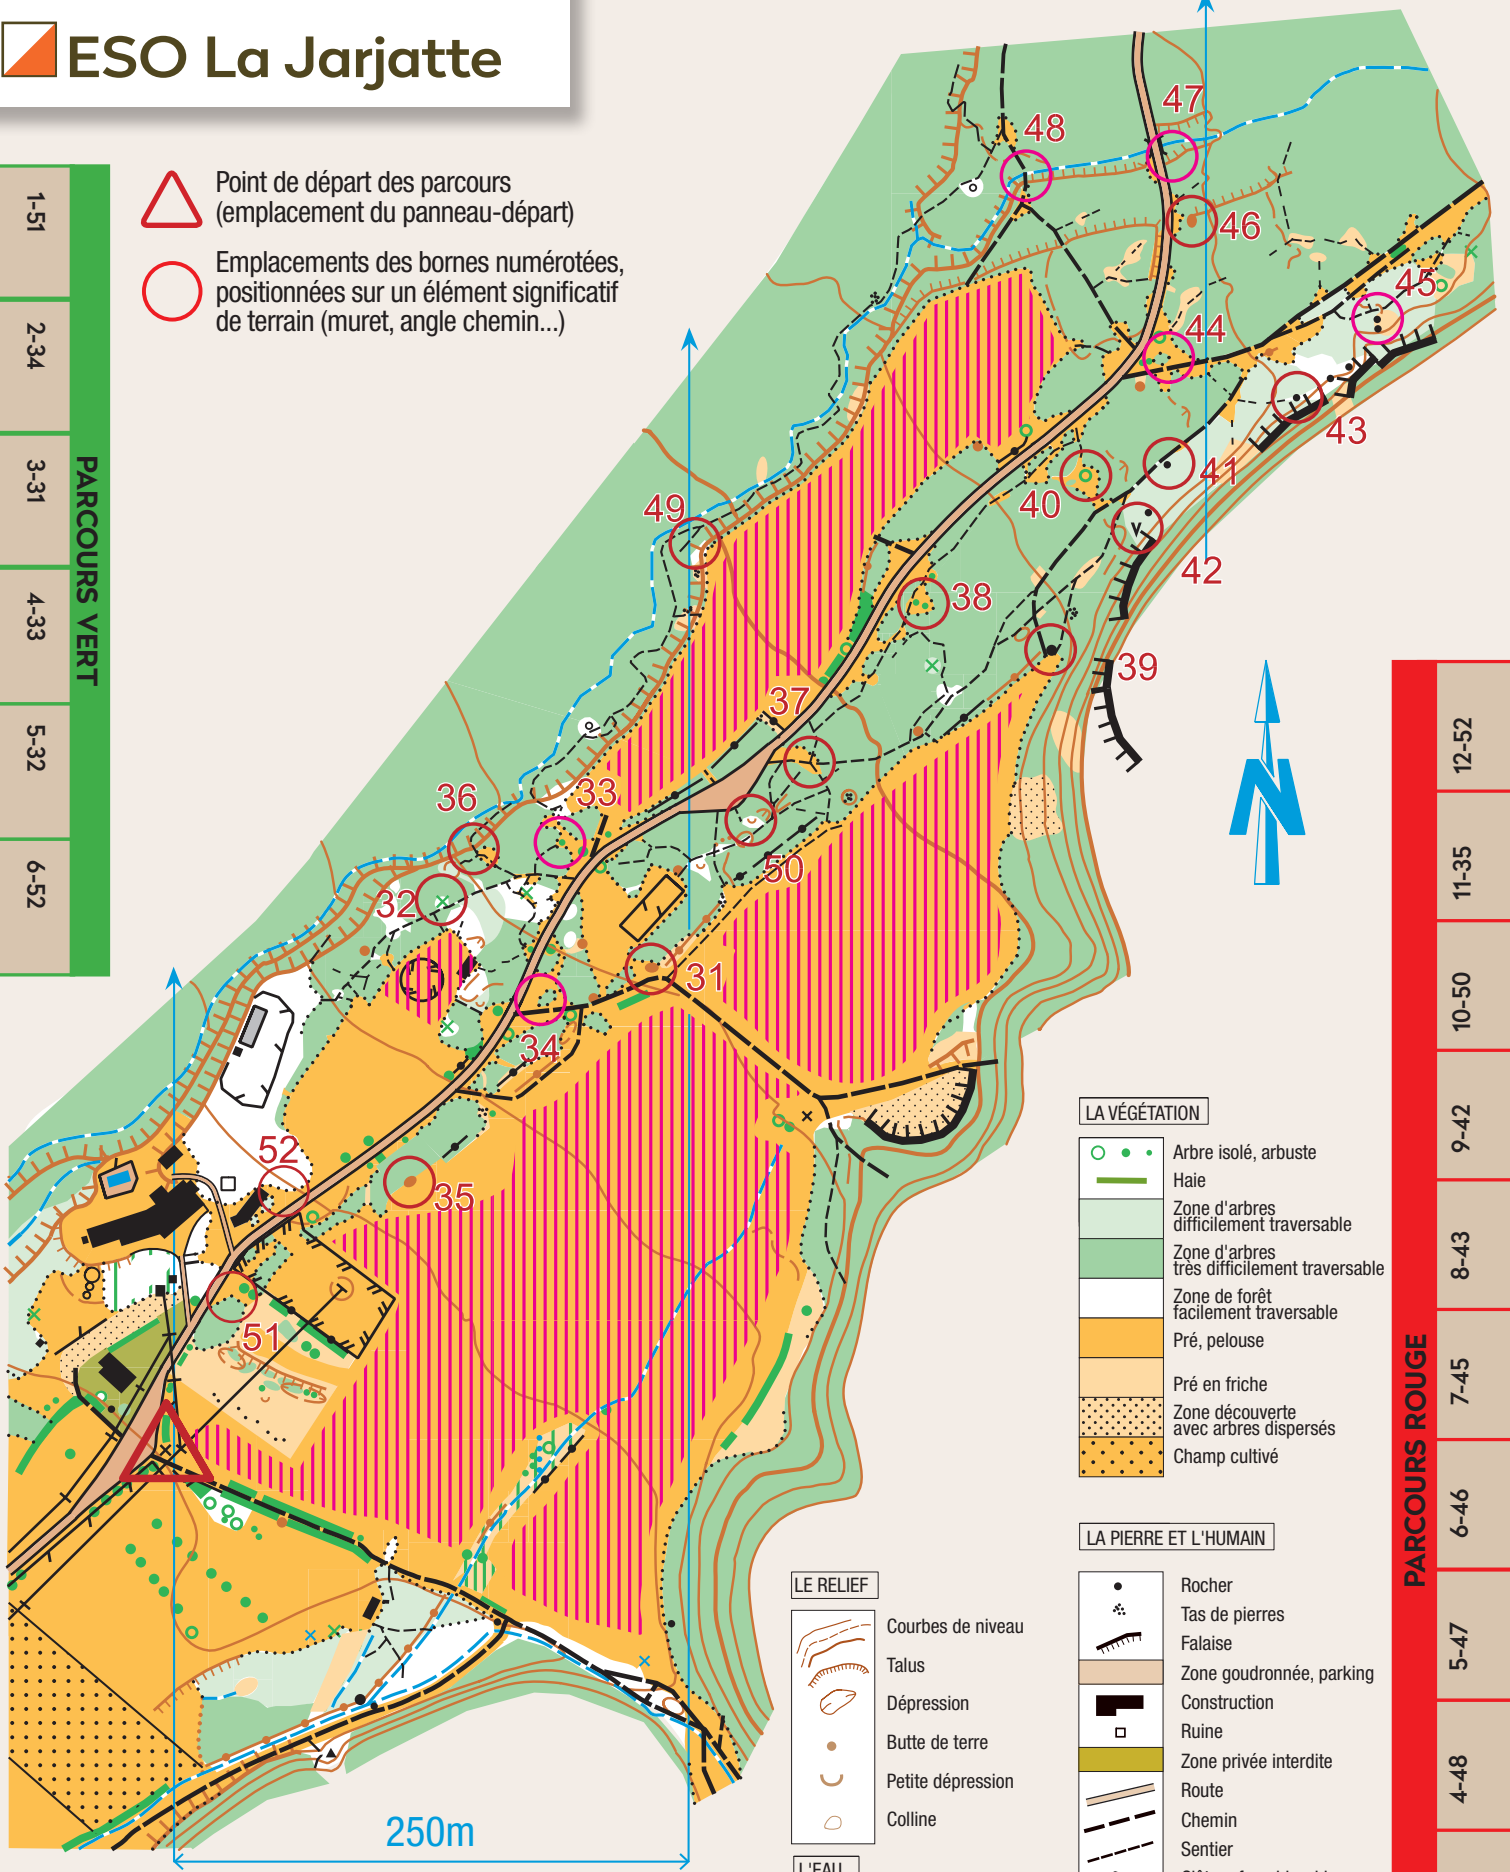 ESO La Jarjatte
Point de départ des parcours
(emplacement du panneau-départ)
Emplacements des bornes numérotées,
positionnées sur un élément significatif
de terrain (muret, angle chemin...)
PARCOURS VERT
1-51
2-34
3-31
4-33
5-32
6-52
48
47
46
45
44
43
41
40
42
49
38
39
37
36
33
50
32
31
34
52
35
51
250m
N
PARCOURS ROUGE
12-52
11-35
10-50
9-42
8-43
7-45
6-46
5-47
4-48
LA VÉGÉTATION
Arbre isolé, arbuste
Haie
Zone d'arbres
difficilement traversable
Zone d'arbres
très difficilement traversable
Zone de forêt
facilement traversable
Pré, pelouse
Pré en friche
Zone découverte
avec arbres dispersés
Champ cultivé
LA PIERRE ET L'HUMAIN
Rocher
Tas de pierres
Falaise
Zone goudronnée, parking
Construction
Ruine
Zone privée interdite
Route
Chemin
Sentier
LE RELIEF
Courbes de niveau
Talus
Dépression
Butte de terre
Petite dépression
Colline
L'EAU